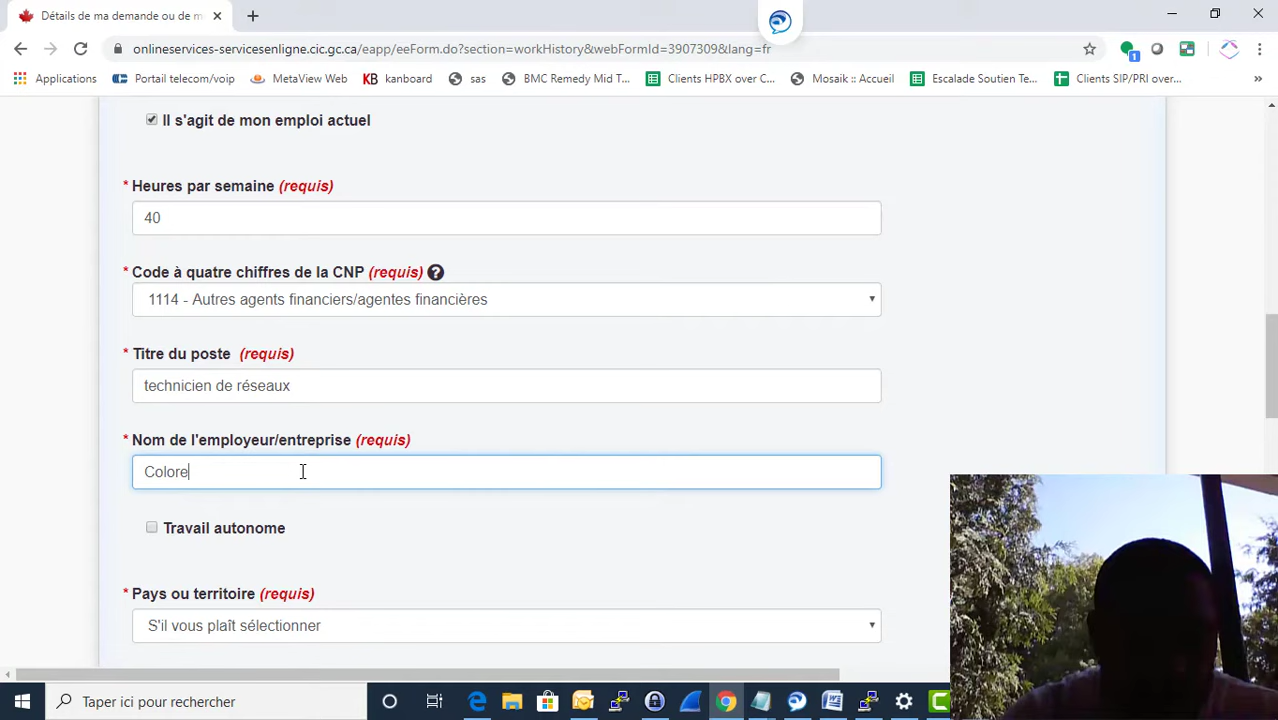 Détails de ma demande ou de m
onlineservices-servicesenligne.cic.gc.ca/eapp/eeForm.do?section=workHistory&webFormId=3907309&lang=fr
1
Applications
Portail telecom/voip
MetaView Web
KB kanboard
sas
BMC Remedy Mid T...
Clients HPBX over C...
Mosaik :: Accueil
Escalade Soutien Te...
Clients SIP/PRI over...
»
Il s'agit de mon emploi actuel
* Heures par semaine (requis)
40
* Code à quatre chiffres de la CNP (requis) ?
1114 - Autres agents financiers/agentes financières
* Titre du poste (requis)
technicien de réseaux
* Nom de l'employeur/entreprise (requis)
Colore
Travail autonome
* Pays ou territoire (requis)
S'il vous plaît sélectionner
Taper ici pour rechercher